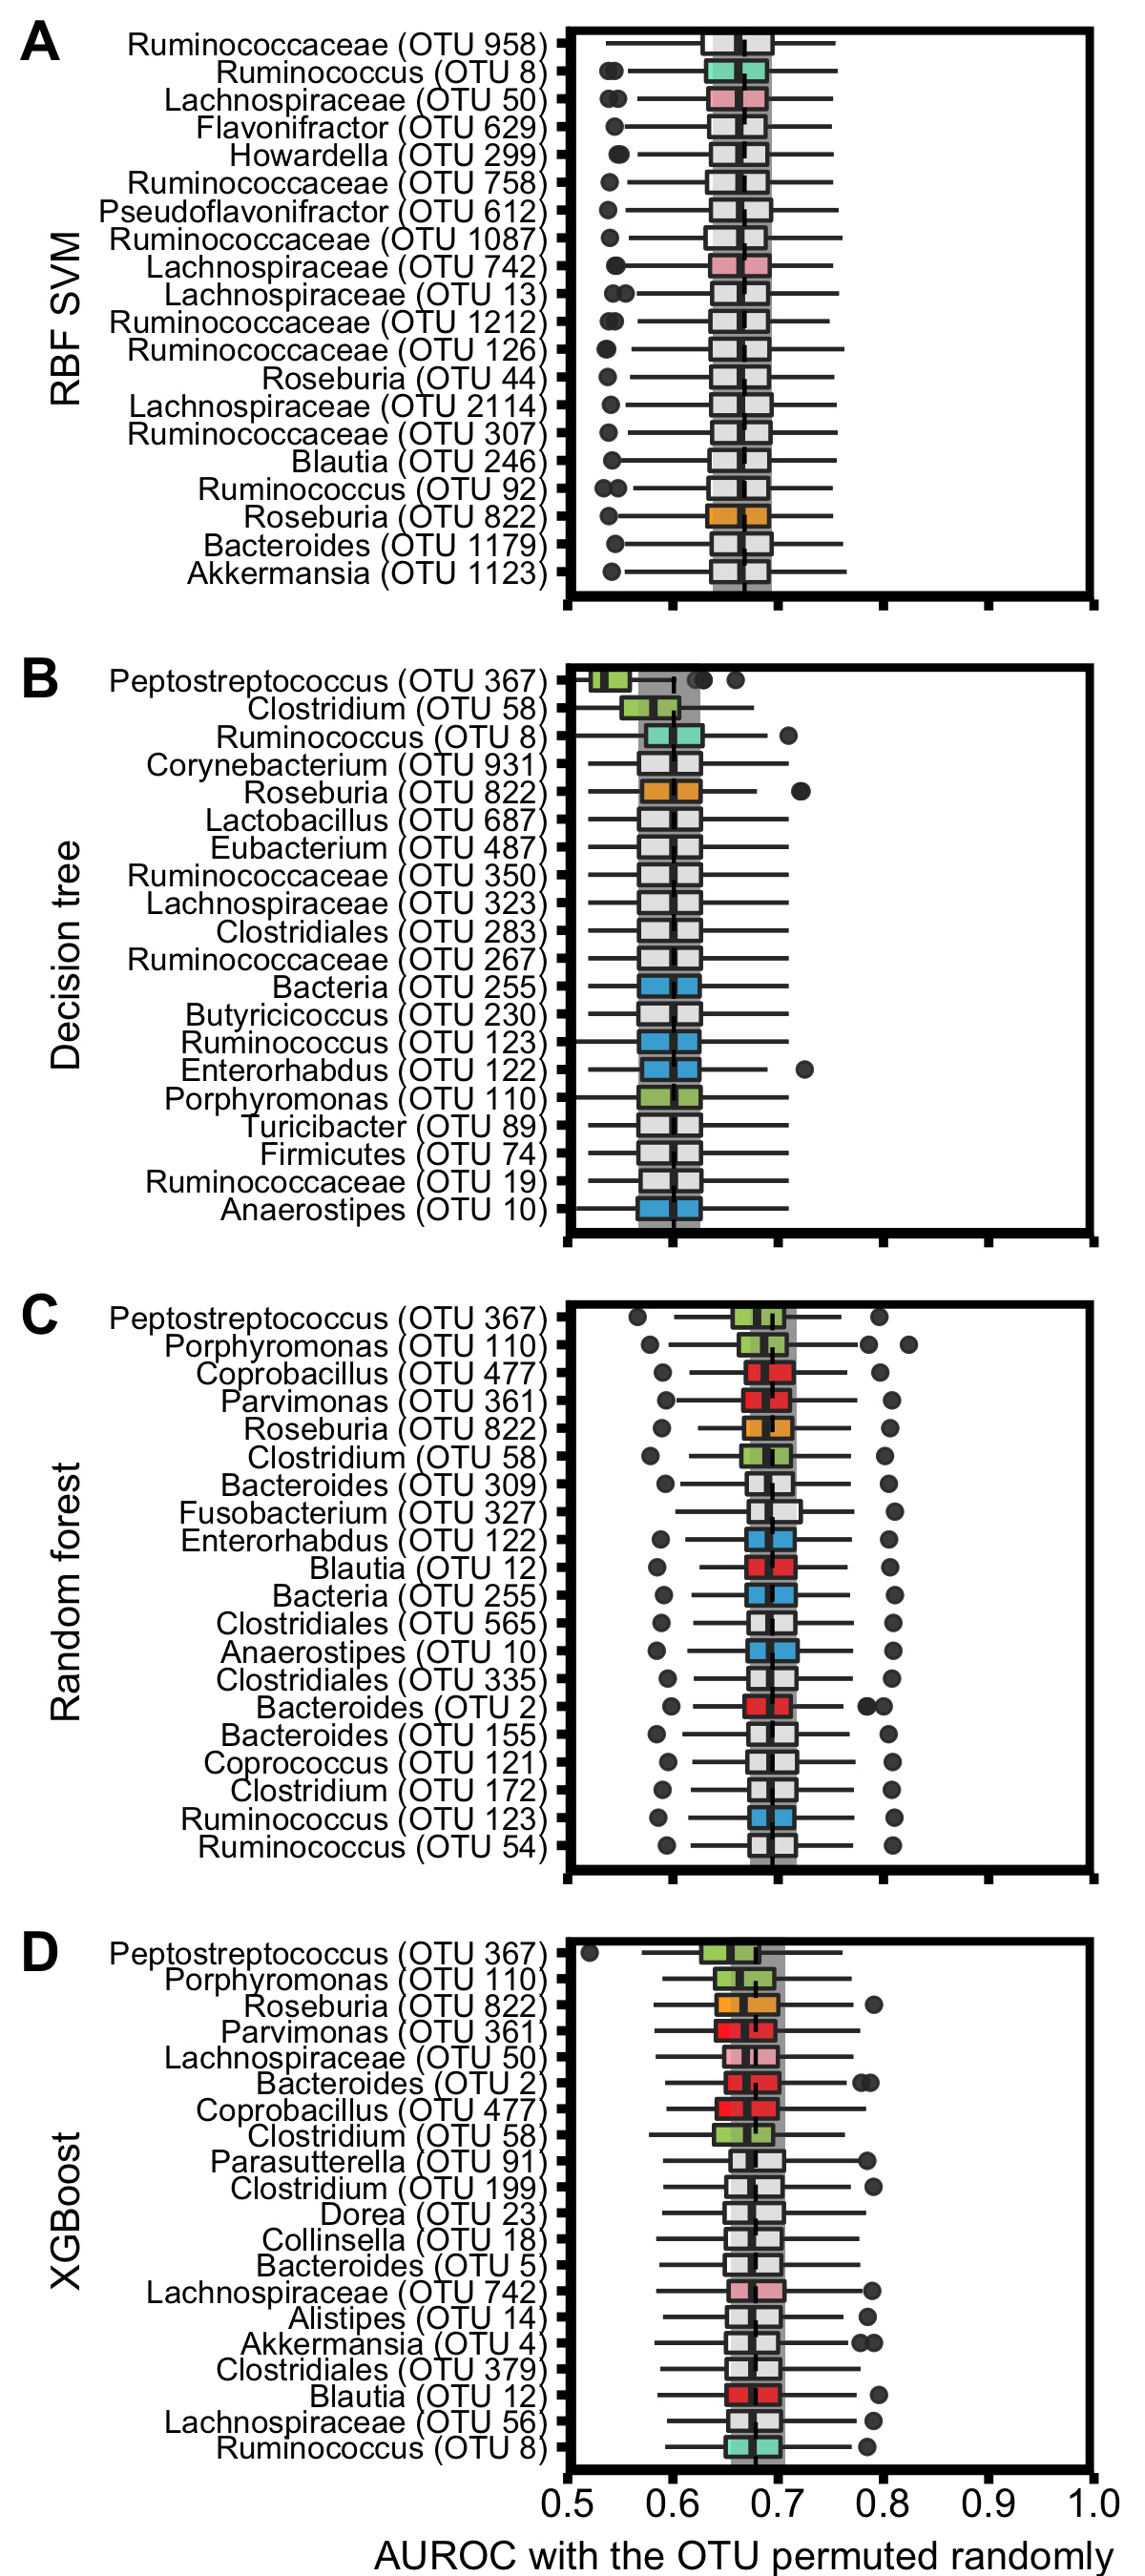 A
RBF SVM
Ruminococcaceae (OTU 958)
Ruminococcus (OTU 8)
Lachnospiraceae (OTU 50)
Flavonifractor (OTU 629)
Howardella (OTU 299)
Ruminococcaceae (OTU 758)
Pseudoflavonifractor (OTU 612)
Ruminococcaceae (OTU 1087)
Lachnospiraceae (OTU 742)
Lachnospiraceae (OTU 13)
Ruminococcaceae (OTU 1212)
Ruminococcaceae (OTU 126)
Roseburia (OTU 44)
Lachnospiraceae (OTU 2114)
Ruminococcaceae (OTU 307)
Blautia (OTU 246)
Ruminococcus (OTU 92)
Roseburia (OTU 822)
Bacteroides (OTU 1179)
Akkermansia (OTU 1123)
B
Decision tree
Peptostreptococcus (OTU 367)
Clostridium (OTU 58)
Ruminococcus (OTU 8)
Corynebacterium (OTU 931)
Roseburia (OTU 822)
Lactobacillus (OTU 687)
Eubacterium (OTU 487)
Ruminococcaceae (OTU 350)
Lachnospiraceae (OTU 323)
Clostridiales (OTU 283)
Ruminococcaceae (OTU 267)
Bacteria (OTU 255)
Butyricicoccus (OTU 230)
Ruminococcus (OTU 123)
Enterorhabdus (OTU 122)
Porphyromonas (OTU 110)
Turicibacter (OTU 89)
Firmicutes (OTU 74)
Ruminococcaceae (OTU 19)
Anaerostipes (OTU 10)
C
Random forest
Peptostreptococcus (OTU 367)
Porphyromonas (OTU 110)
Coprobacillus (OTU 477)
Parvimonas (OTU 361)
Roseburia (OTU 822)
Clostridium (OTU 58)
Bacteroides (OTU 309)
Fusobacterium (OTU 327)
Enterorhabdus (OTU 122)
Blautia (OTU 12)
Bacteria (OTU 255)
Clostridiales (OTU 565)
Anaerostipes (OTU 10)
Clostridiales (OTU 335)
Bacteroides (OTU 2)
Bacteroides (OTU 155)
Coprococcus (OTU 121)
Clostridium (OTU 172)
Ruminococcus (OTU 123)
Ruminococcus (OTU 54)
D
XGBoost
Peptostreptococcus (OTU 367)
Porphyromonas (OTU 110)
Roseburia (OTU 822)
Parvimonas (OTU 361)
Lachnospiraceae (OTU 50)
Bacteroides (OTU 2)
Coprobacillus (OTU 477)
Clostridium (OTU 58)
Parasutterella (OTU 91)
Clostridium (OTU 199)
Dorea (OTU 23)
Collinsella (OTU 18)
Bacteroides (OTU 5)
Lachnospiraceae (OTU 742)
Alistipes (OTU 14)
Akkermansia (OTU 4)
Clostridiales (OTU 379)
Blautia (OTU 12)
Lachnospiraceae (OTU 56)
Ruminococcus (OTU 8)
0.5 0.6 0.7 0.8 0.9 1.0
AUROC with the OTU permuted randomly